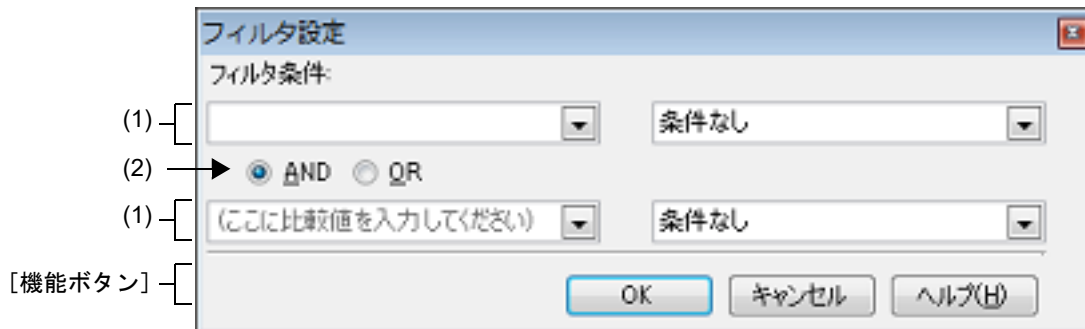 フィルタ設定
フィルタ条件:
(1) 条件なし
(2) AND OR
(1) (ここに比較値を入力してください) 条件なし
[機能ボタン] OK キャンセル ヘルプ(H)